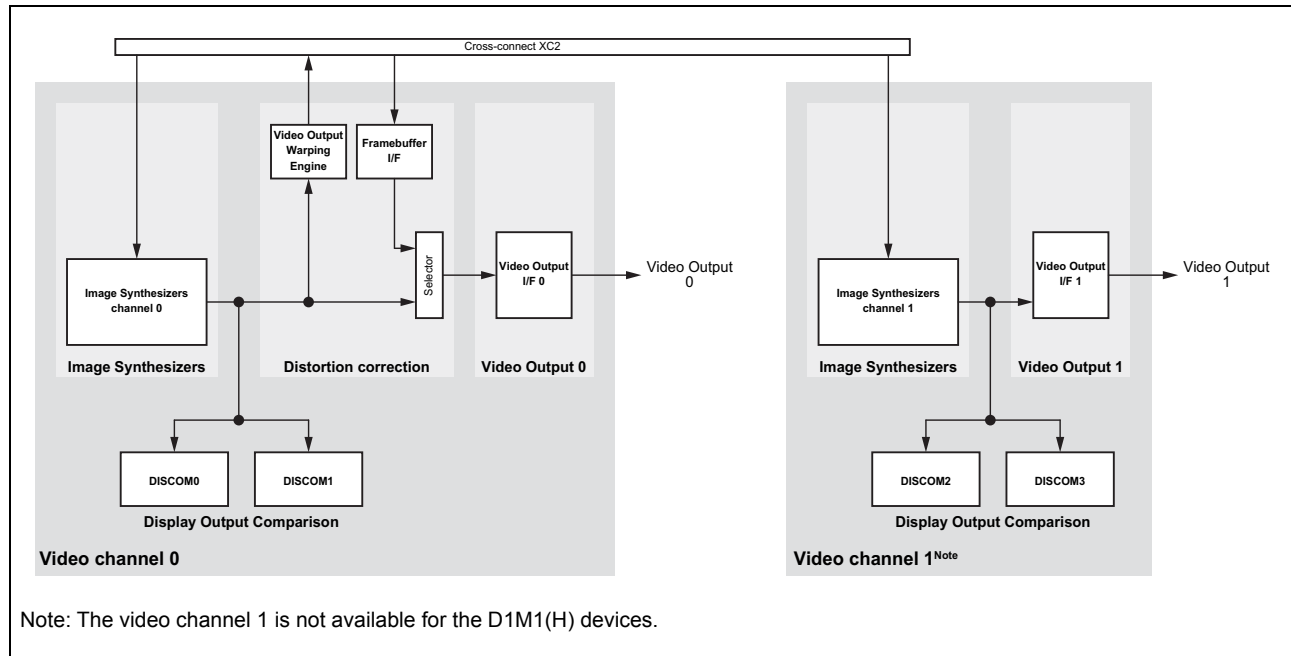 Cross-connect XC2
Video Output
Warping
Engine
Framebuffer
I/F
Image Synthesizers
channel 0
Selector
Video Output
I/F 0
Video Output
0
Image Synthesizers
Distortion correction
Video Output 0
DISCOM0
DISCOM1
Display Output Comparison
Video channel 0
Image Synthesizers
channel 1
Video Output
I/F 1
Video Output
1
Image Synthesizers
Video Output 1
DISCOM2
DISCOM3
Display Output Comparison
Video channel 1Note
Note: The video channel 1 is not available for the D1M1(H) devices.